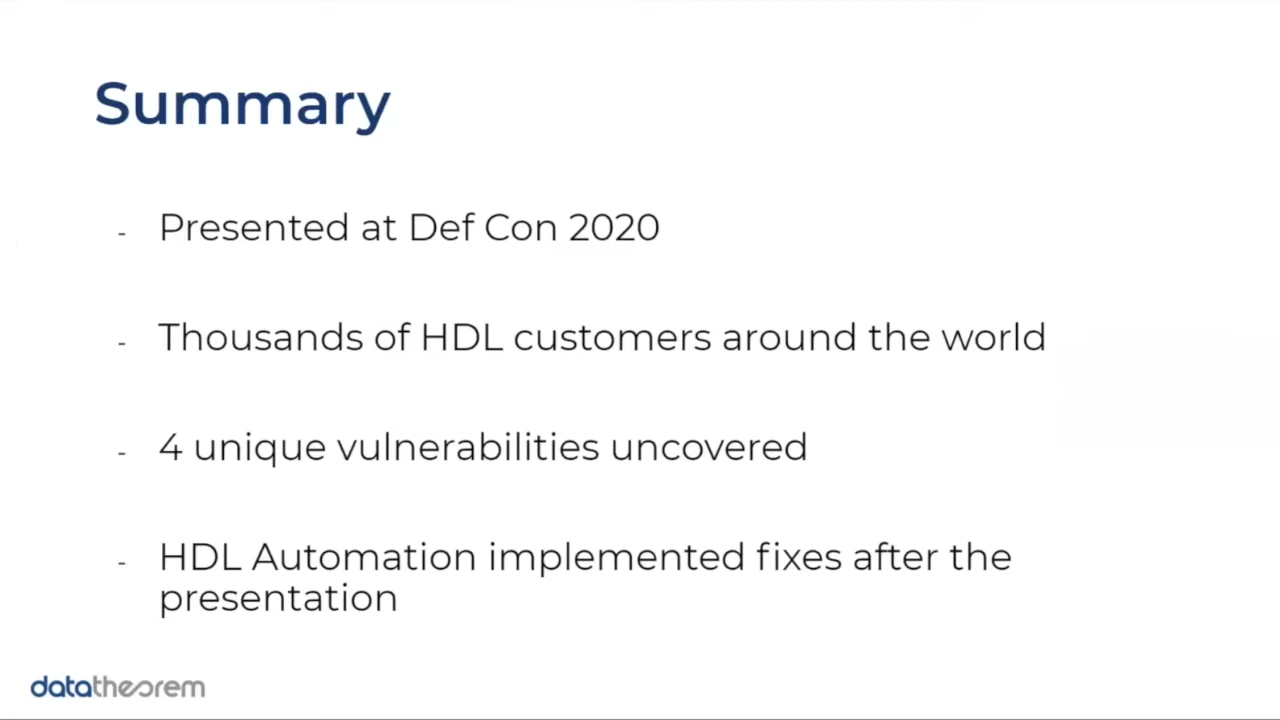 Summary
- Presented at Def Con 2020
- Thousands of HDL customers around the world
- 4 unique vulnerabilities uncovered
- HDL Automation implemented fixes after the
presentation
datatheorem